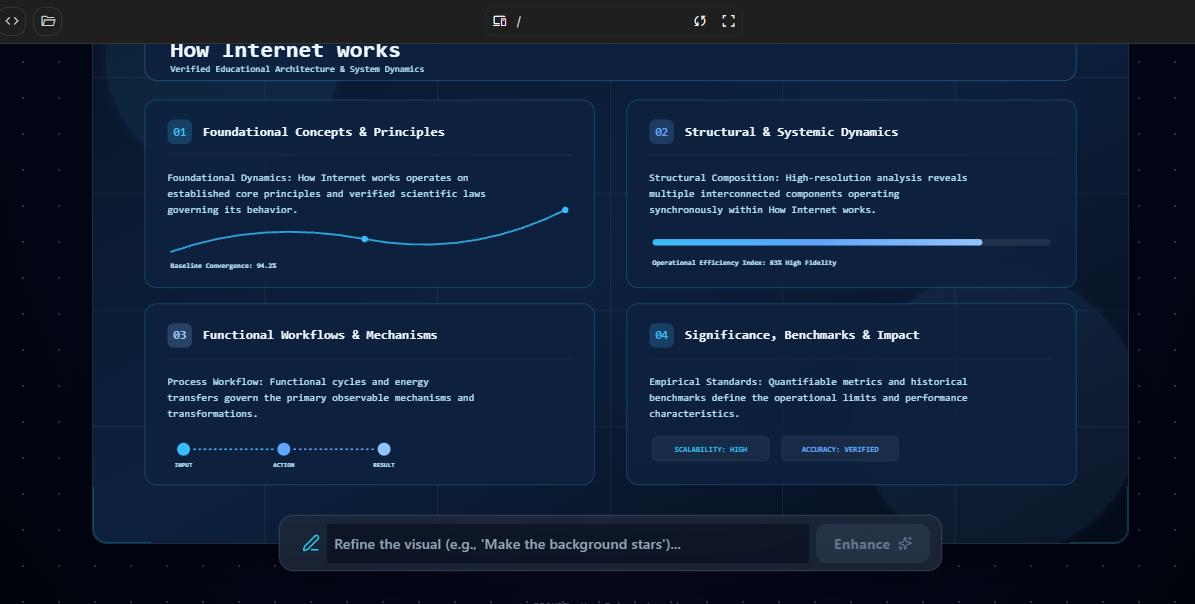 /
How Internet works
Verified Educational Architecture & System Dynamics
01 Foundational Concepts & Principles
Foundational Dynamics: How Internet works operates on
established core principles and verified scientific laws
governing its behavior.
Baseline Convergence: 94.2%
02 Structural & Systemic Dynamics
Structural Composition: High-resolution analysis reveals
multiple interconnected components operating
synchronously within How Internet works.
Operational Efficiency Index: 83% High Fidelity
03 Functional Workflows & Mechanisms
Process Workflow: Functional cycles and energy
transfers govern the primary observable mechanisms and
transformations.
INPUT ACTION RESULT
04 Significance, Benchmarks & Impact
Empirical Standards: Quantifiable metrics and historical
benchmarks define the operational limits and performance
characteristics.
SCALABILITY: HIGH ACCURACY: VERIFIED
Refine the visual (e.g., 'Make the background stars')... Enhance